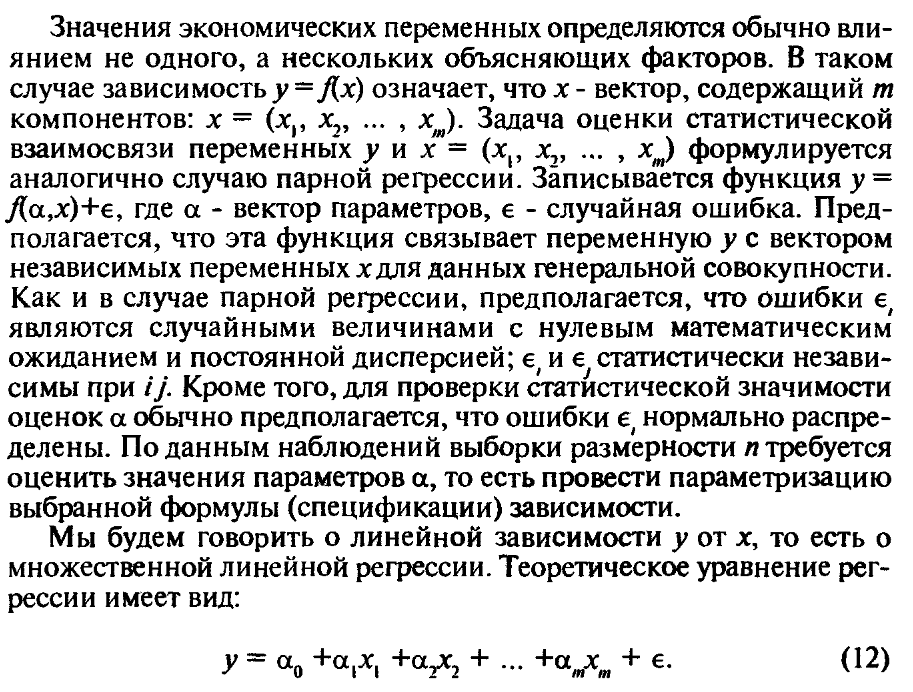 Значения экономических переменных определяются обычно вли-
янием не одного, а нескольких объясняющих факторов. В таком
случае зависимость y = f(x) означает, что x - вектор, содержащий m
компонентов: x = (x₁, x₂, ... , xₘ). Задача оценки статистической
взаимосвязи переменных y и x = (x₁, x₂, ... , xₘ) формулируется
аналогично случаю парной регрессии. Записывается функция y =
f(α,x)+ϵ, где α - вектор параметров, ϵ - случайная ошибка. Пред-
полагается, что эта функция связывает переменную y с вектором
независимых переменных x для данных генеральной совокупности.
Как и в случае парной регрессии, предполагается, что ошибки ϵᵢ
являются случайными величинами с нулевым математическим
ожиданием и постоянной дисперсией; ϵᵢ и ϵⱼ статистически незави-
симы при i j. Кроме того, для проверки статистической значимости
оценок α обычно предполагается, что ошибки ϵᵢ нормально распре-
делены. По данным наблюдений выборки размерности n требуется
оценить значения параметров α, то есть провести параметризацию
выбранной формулы (спецификации) зависимости.
Мы будем говорить о линейной зависимости y от x, то есть о
множественной линейной регрессии. Теоретическое уравнение рег-
рессии имеет вид:
y = α₀ +α₁x₁ +α₂x₂ + ... +αₘxₘ + ϵ. (12)